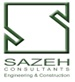 SAZEH
CONSULTANTS
Engineering & Construction